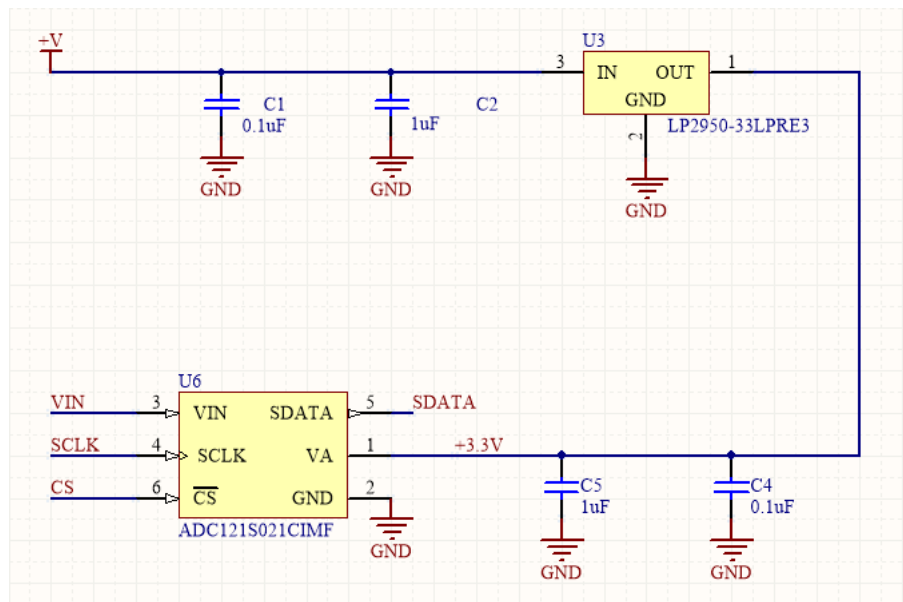 +V
U3
3
IN
OUT
1
GND
C1
0.1uF
C2
1uF
LP2950-33LPRE3
2
GND
GND
GND
U6
VIN
3
VIN
SDATA
5
SDATA
SCLK
4
SCLK
VA
1
+3.3V
CS
6
CS
GND
2
C5
1uF
C4
0.1uF
ADC121S021CIMF
GND
GND
GND